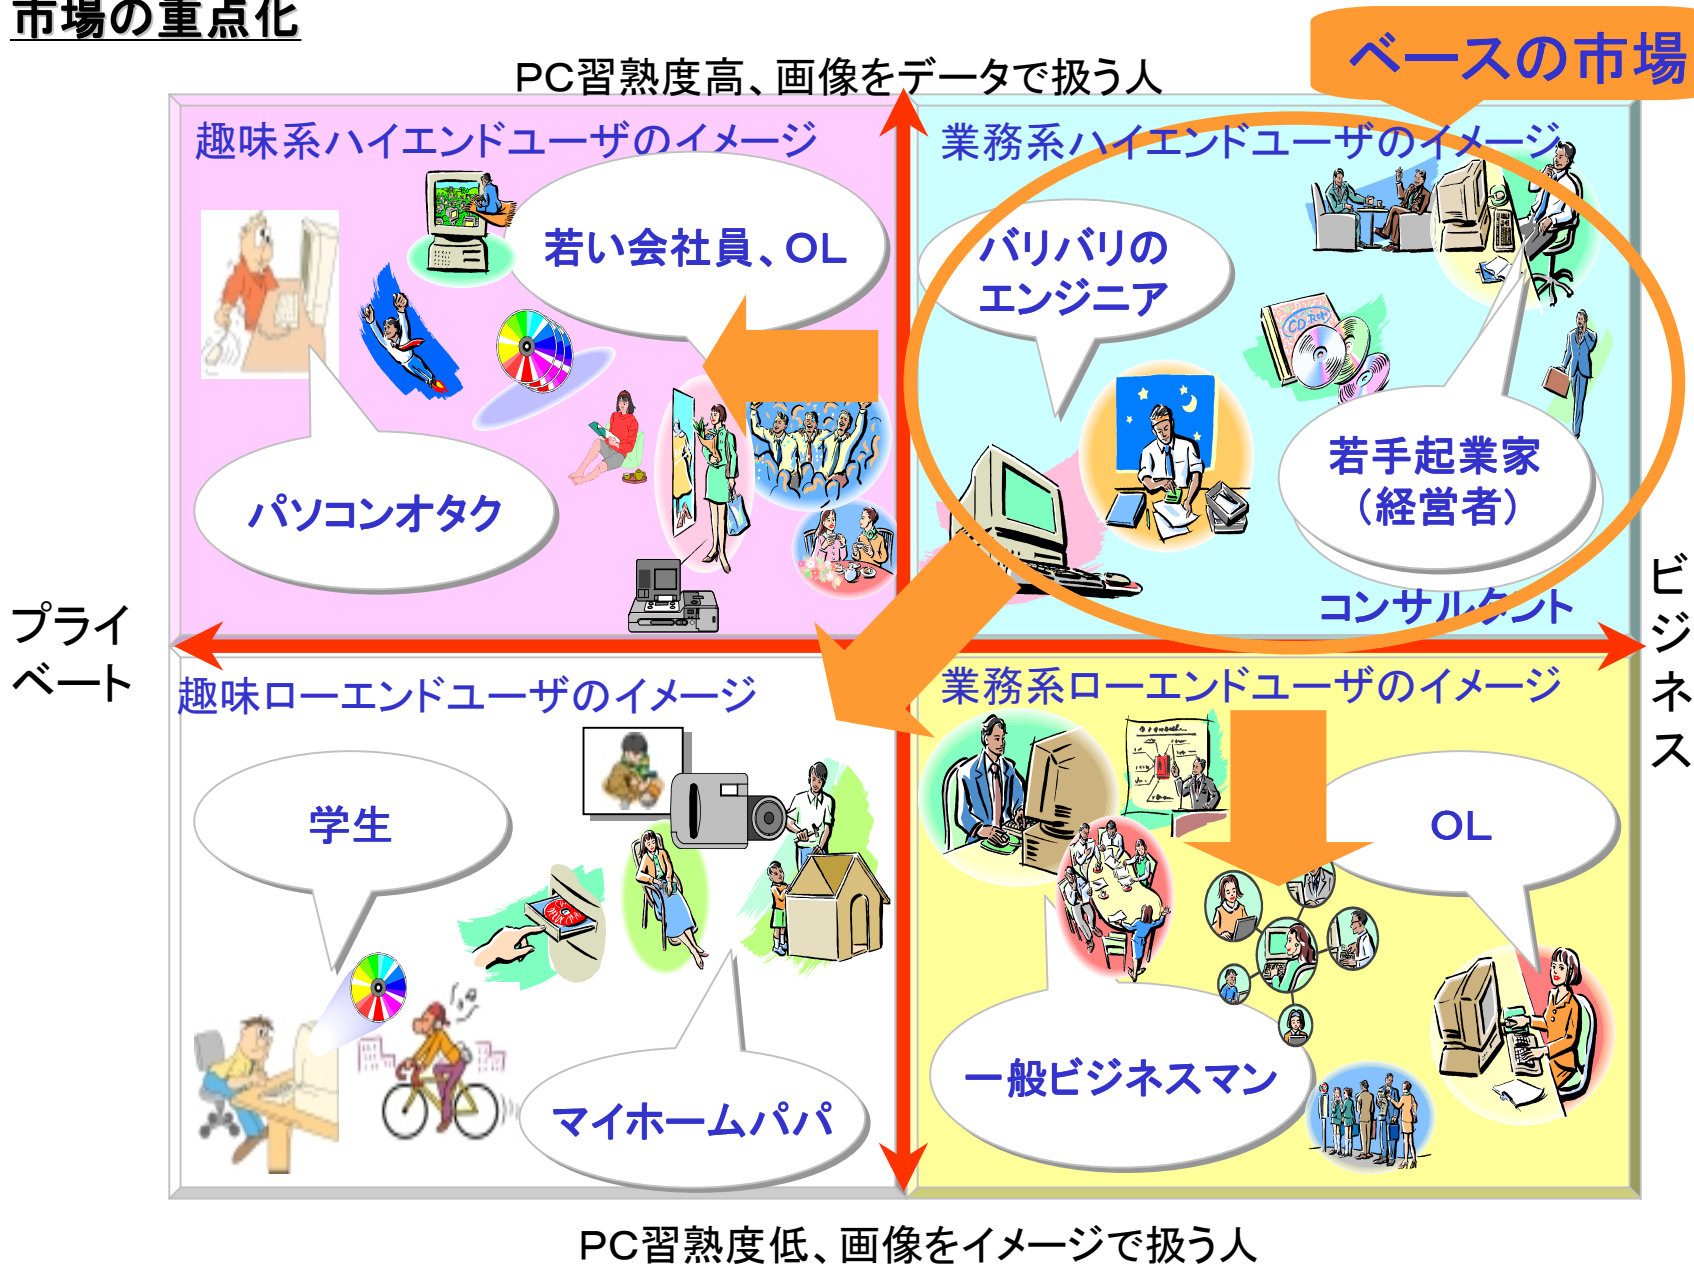 市場の重点化
ベースの市場
PC習熟度高、画像をデータで扱う人
趣味系ハイエンドユーザのイメージ
業務系ハイエンドユーザのイメージ
若い会社員、OL
バリバリの
エンジニア
CD ROM
パソコンオタク
若手起業家
(経営者)
コンサルタント
プライ
ベート
ビジネス
趣味ローエンドユーザのイメージ
業務系ローエンドユーザのイメージ
学生
OL
一般ビジネスマン
マイホームパパ
PC習熟度低、画像をイメージで扱う人